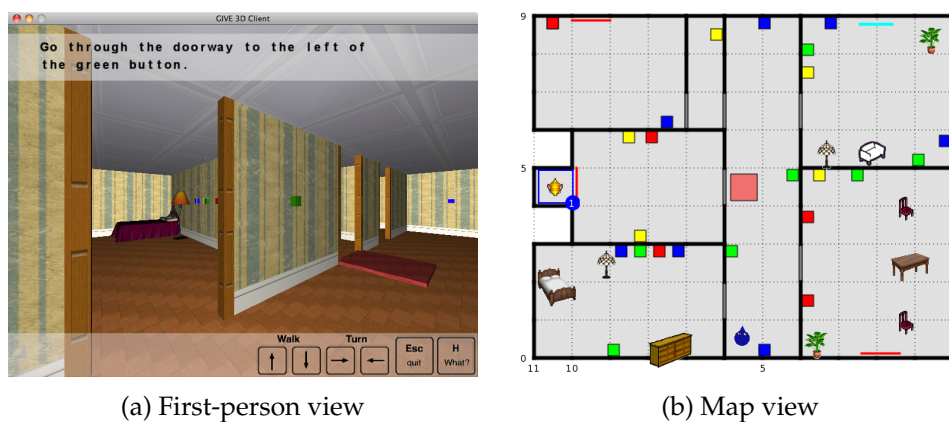 GIVE 3D Client
Go through the doorway to the left of
the green button.
Walk
Turn
Esc
quit
H
What?
(a) First-person view
9
5
1
0
11
10
5
(b) Map view